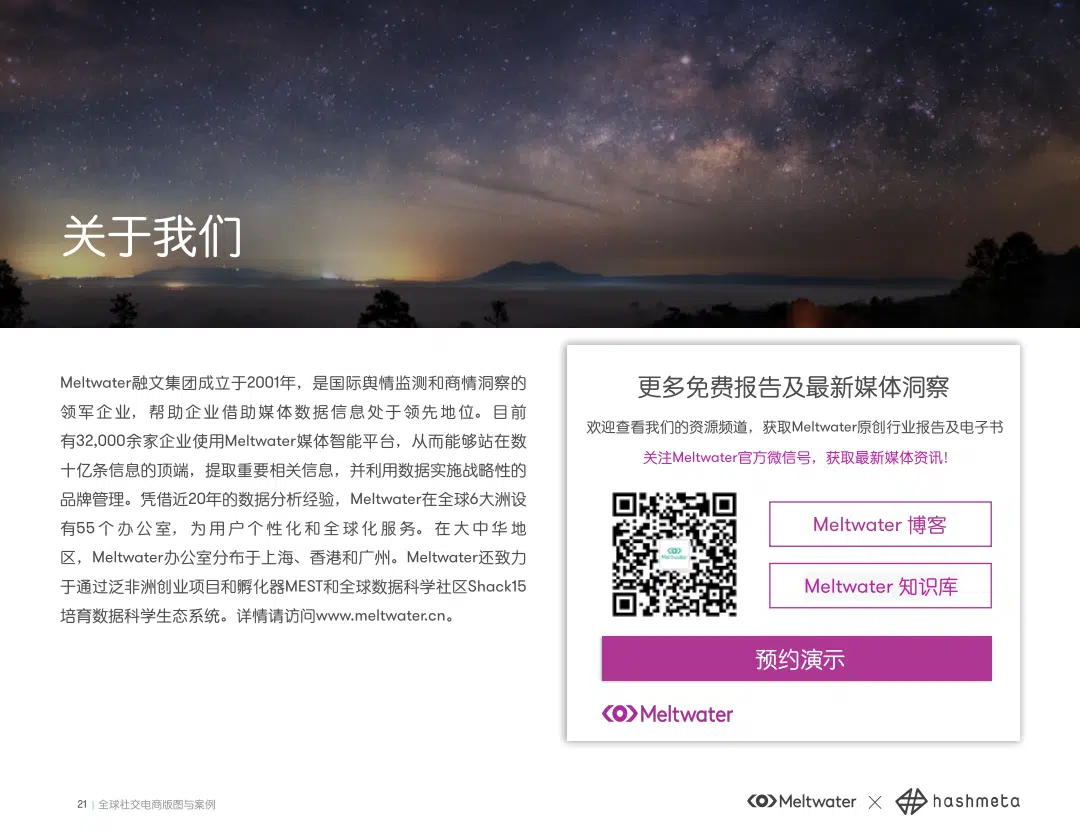 关于我们
Meltwater融文集团成立于2001年，是国际舆情监测和商情洞察的
领军企业，帮助企业借助媒体数据信息处于领先地位。目前
有32,000余家企业使用Meltwater媒体智能平台，从而能够站在数
十亿条信息的顶端，提取重要相关信息，并利用数据实施战略性的
品牌管理。凭借近20年的数据分析经验，Meltwater在全球6大洲设
有55个办公室，为用户个性化和全球化服务。在大中华地
区，Meltwater办公室分布于上海、香港和广州。Meltwater还致力
于通过泛非洲创业项目和孵化器MEST和全球数据科学社区Shack15
培育数据科学生态系统。详情请访问www.meltwater.cn。
更多免费报告及最新媒体洞察
欢迎查看我们的资源频道，获取Meltwater原创行业报告及电子书
关注Meltwater官方微信号，获取最新媒体资讯！
Meltwater
Meltwater 博客
Meltwater 知识库
预约演示
Meltwater
21 | 全球社交电商版图与案例
Meltwater × hashmeta